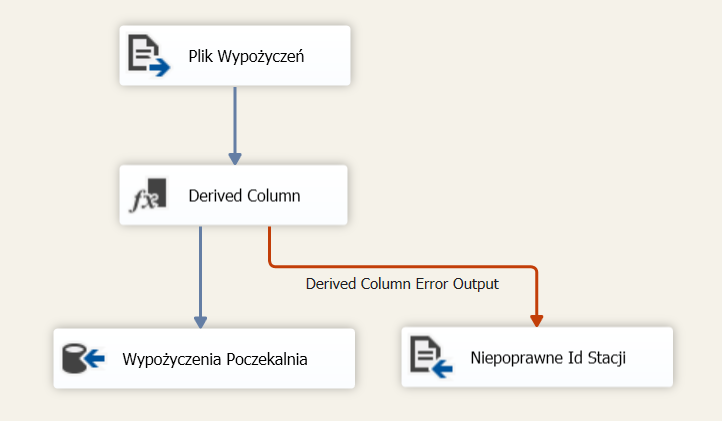 Plik Wypożyczeń
Derived Column
Derived Column Error Output
Wypożyczenia Poczekalnia
Niepoprawne Id Stacji